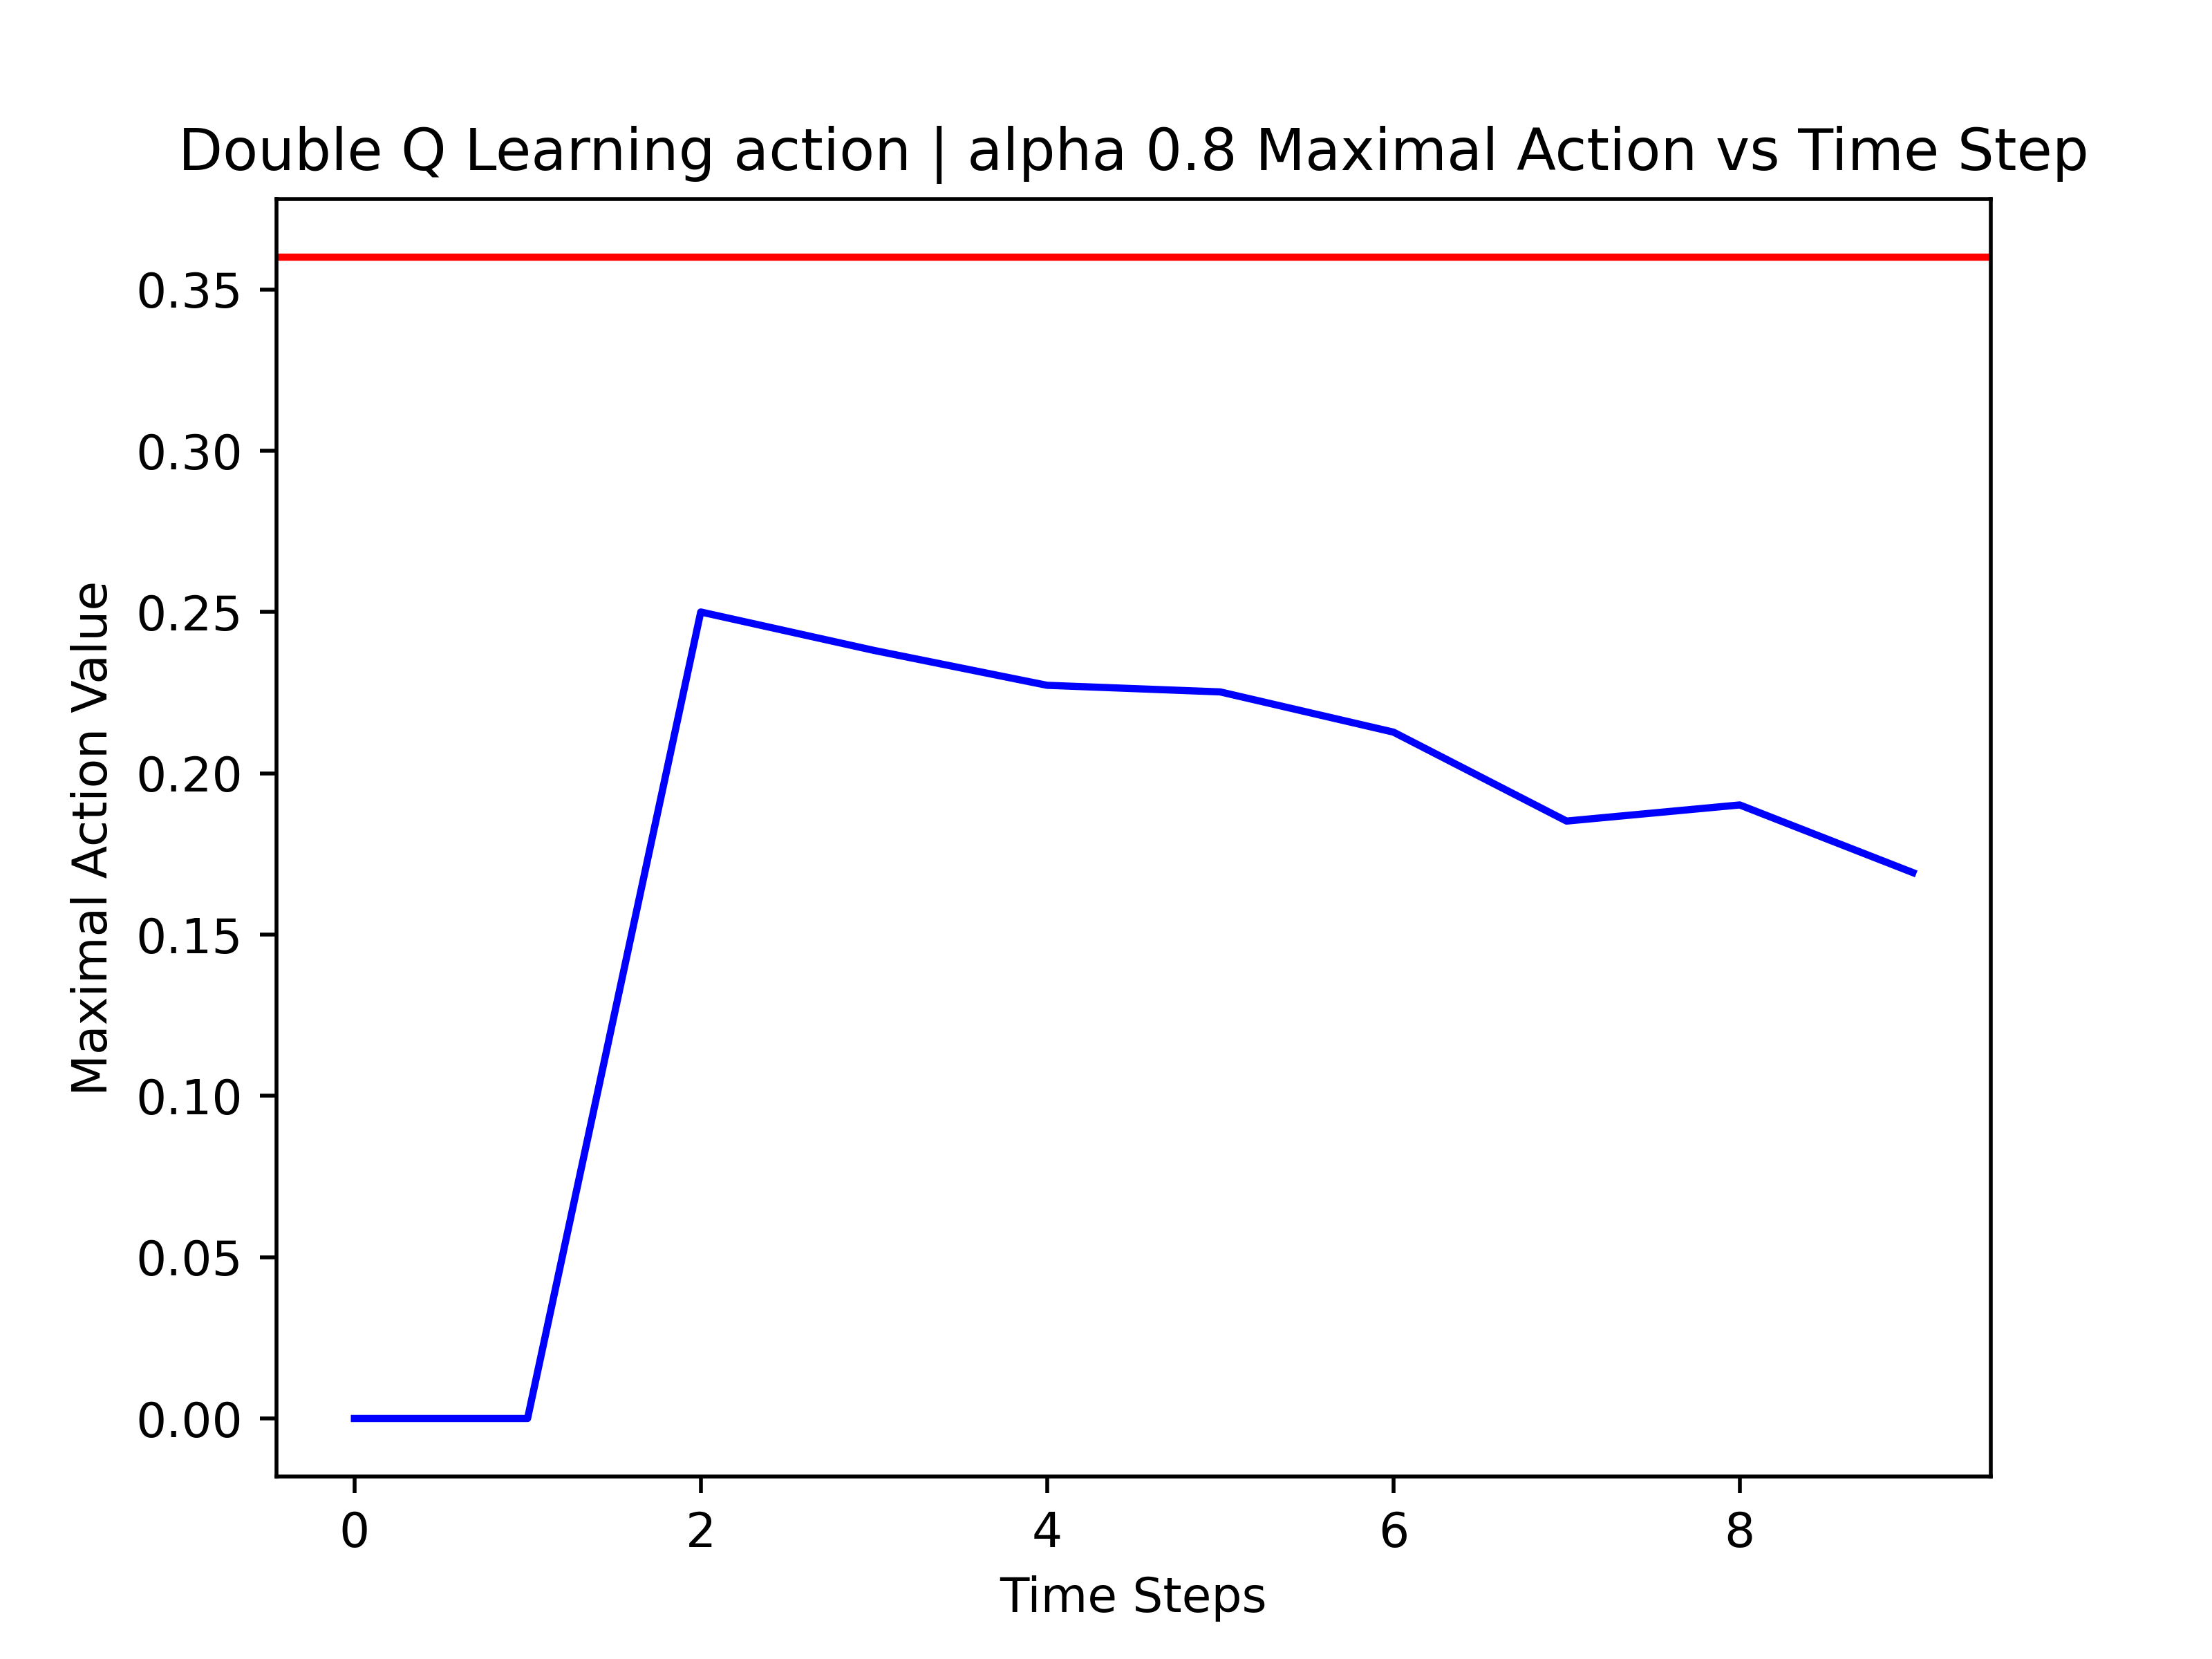 Double Q Learning action | alpha 0.8 Maximal Action vs Time Step
Maximal Action Value
0.35
0.30
0.25
0.20
0.15
0.10
0.05
0.00
0 2 4 6 8
Time Steps